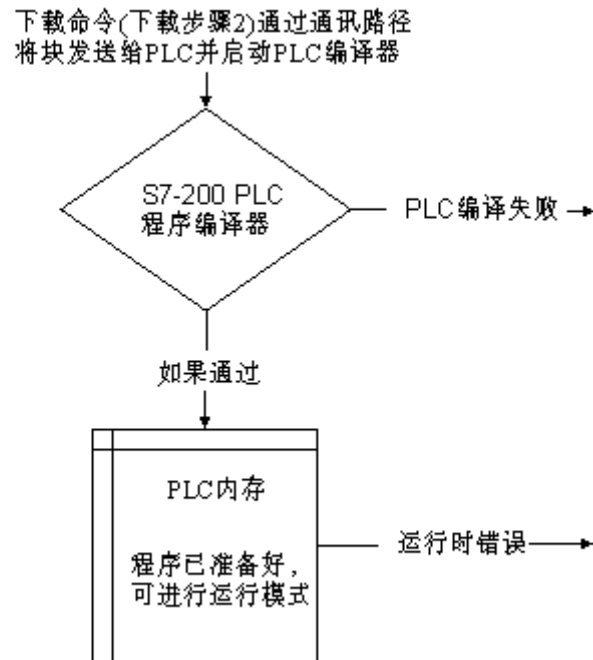 下载命令(下载步骤2)通过通讯路径
将块发送给PLC并启动PLC编译器
S7-200 PLC
程序编译器
PLC编译失败
如果通过
PLC内存
运行时错误
程序已准备好，
可进行运行模式